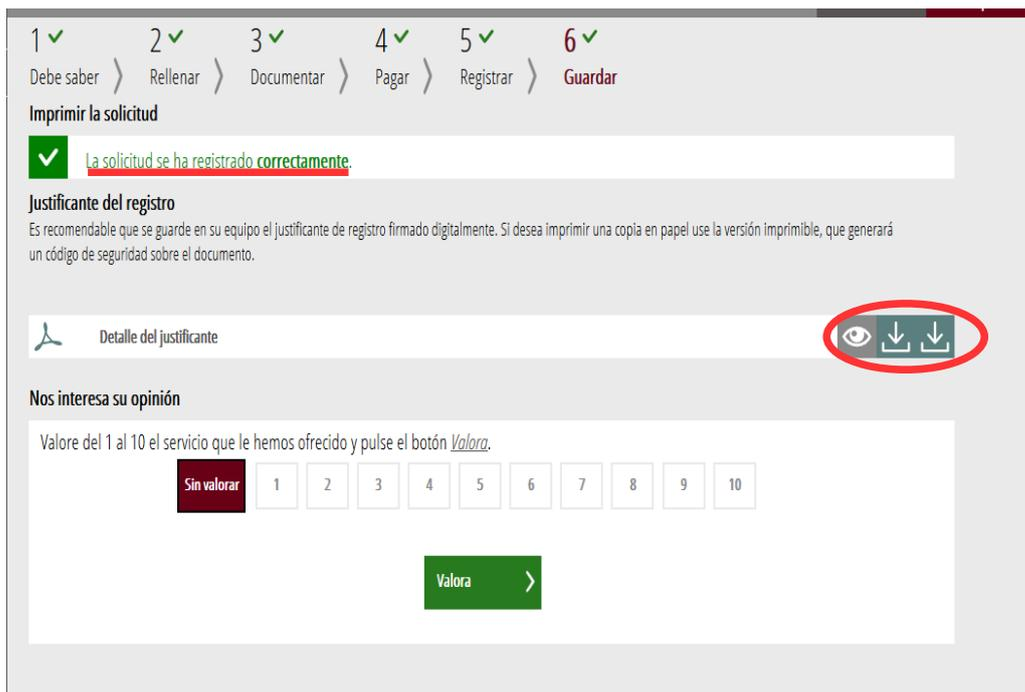 1 2 3 4 5 6
Debe saber Rellenar Documentar Pagar Registrar Guardar
Imprimir la solicitud
La solicitud se ha registrado correctamente.
Justificante del registro
Es recomendable que se guarde en su equipo el justificante de registro firmado digitalmente. Si desea imprimir una copia en papel use la versión imprimible, que generará
un código de seguridad sobre el documento.
Detalle del justificante
Nos interesa su opinión
Valore del 1 al 10 el servicio que le hemos ofrecido y pulse el botón Valora.
Sin valorar 1 2 3 4 5 6 7 8 9 10
Valora